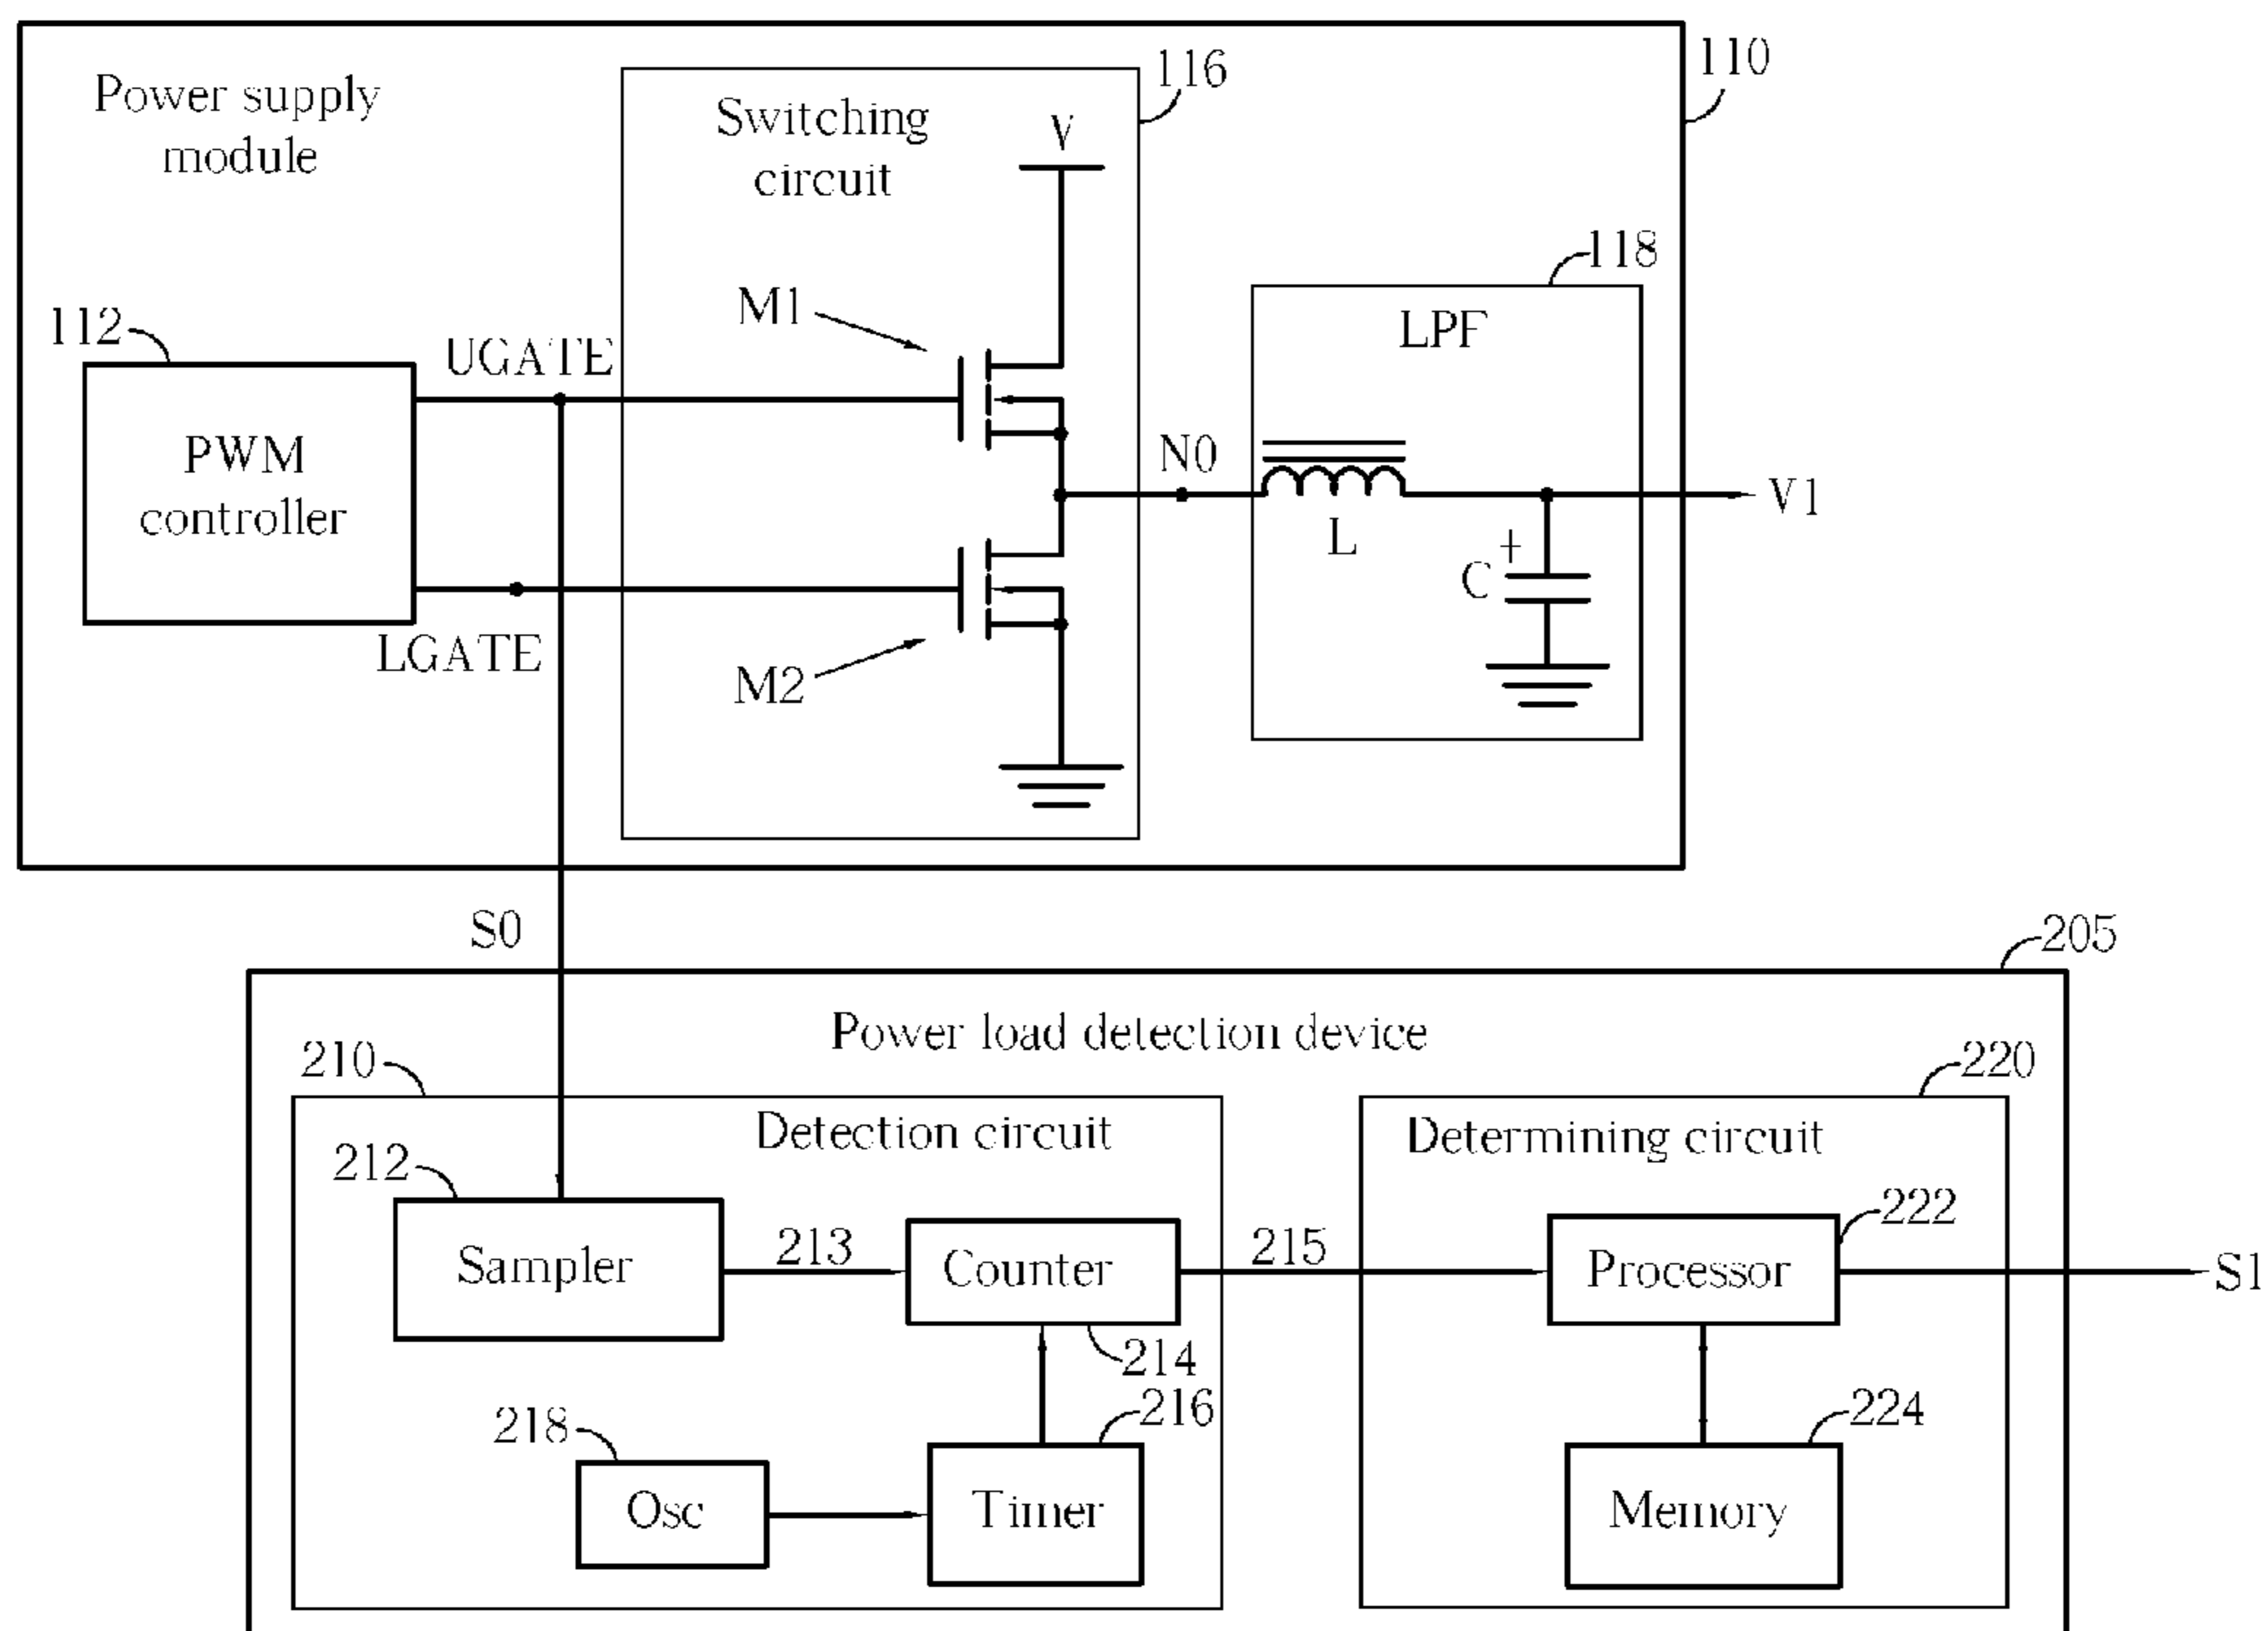 110
116
Power supply
module
Switching
circuit
V
118
LPF
M1
112
UGATE
PWM
controller
N0
V1
L
+
C
LGATE
M2
S0
205
Power load detection device
210
220
Detection circuit
Determining circuit
212
222
Sampler
213
Counter
215
Processor
S1
214
216
224
218
Osc
Timer
Memory